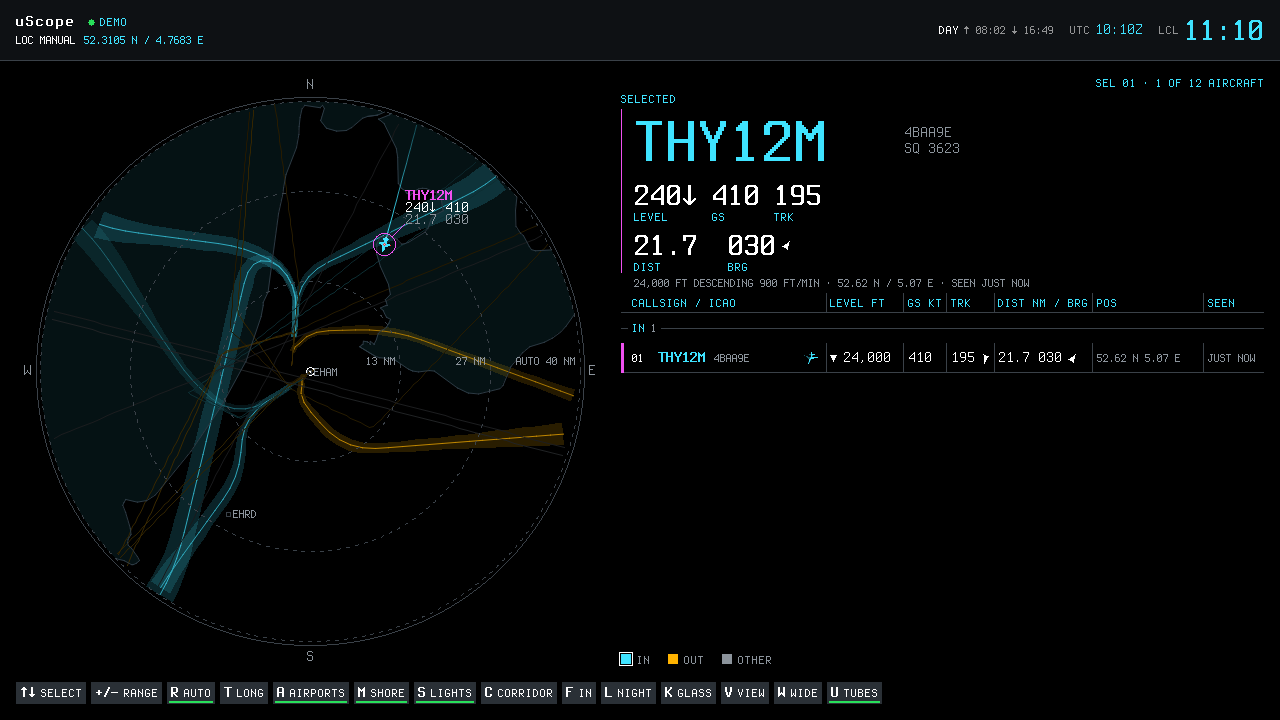 uScope DEMO
LOC MANUAL 52.3105 N / 4.7683 E
DAY ↑ 08:02 ↓ 16:49 UTC 10:10Z LCL 11:10
SEL 01 · 1 OF 12 AIRCRAFT
SELECTED
THY12M
4BAA9E
SQ 3623
240↓ 410 195
LEVEL GS TRK
21.7 030
DIST BRG
24,000 FT DESCENDING 900 FT/MIN · 52.62 N / 5.07 E · SEEN JUST NOW
CALLSIGN / ICAO LEVEL FT GS KT TRK DIST NM / BRG POS SEEN
IN 1
01 THY12M 4BAA9E ▼ 24,000 410 195 21.7 030 52.62 N 5.07 E JUST NOW
N
THY12M
240↓ 410
21.7 030
13 NM 27 NM AUTO 40 NM
W EHAM E
EHRD
S
IN OUT OTHER
↑↓ SELECT +/- RANGE R AUTO T LONG A AIRPORTS M SHORE S LIGHTS C CORRIDOR F IN L NIGHT K GLASS V VIEW W WIDE U TUBES